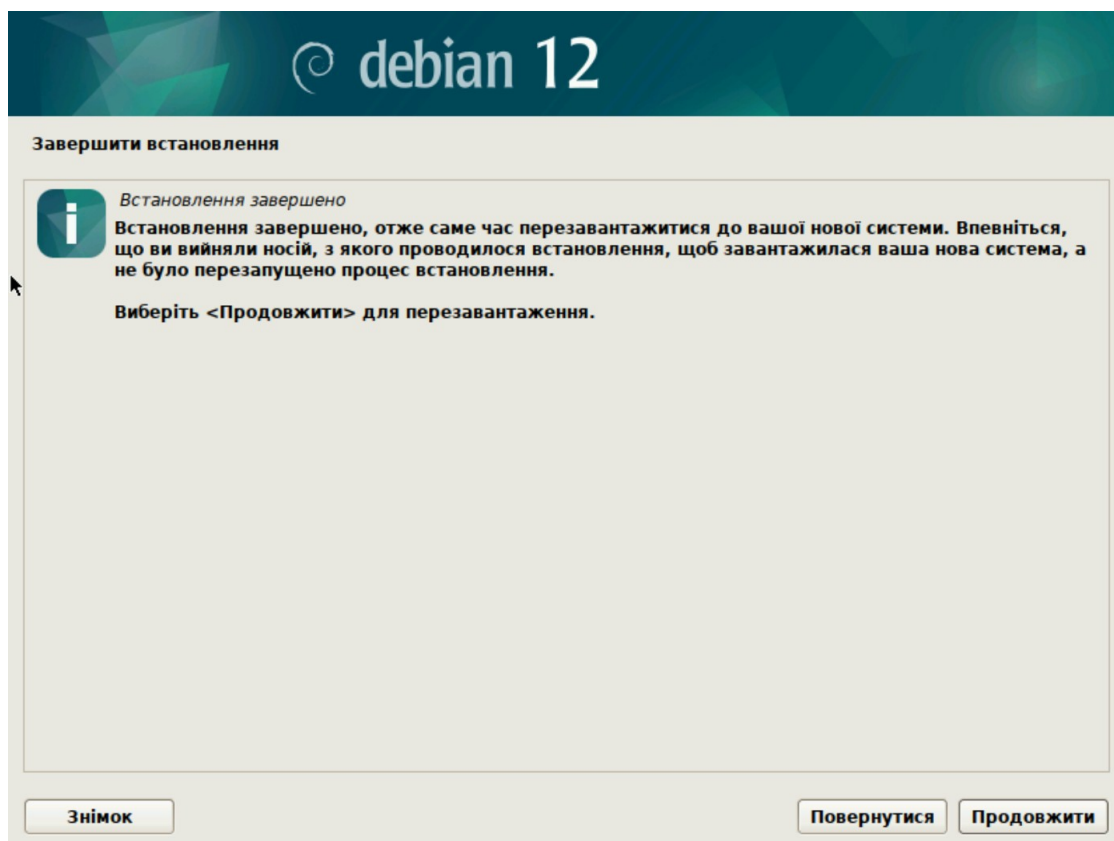 debian 12
Завершити встановлення
i
Встановлення завершено
Встановлення завершено, отже саме час перезавантажитися до вашої нової системи. Впевніться,
що ви вийняли носій, з якого проводилося встановлення, щоб завантажилася ваша нова система, а
не було перезапущено процес встановлення.
Виберіть <Продовжити> для перезавантаження.
Знімок
Повернутися
Продовжити